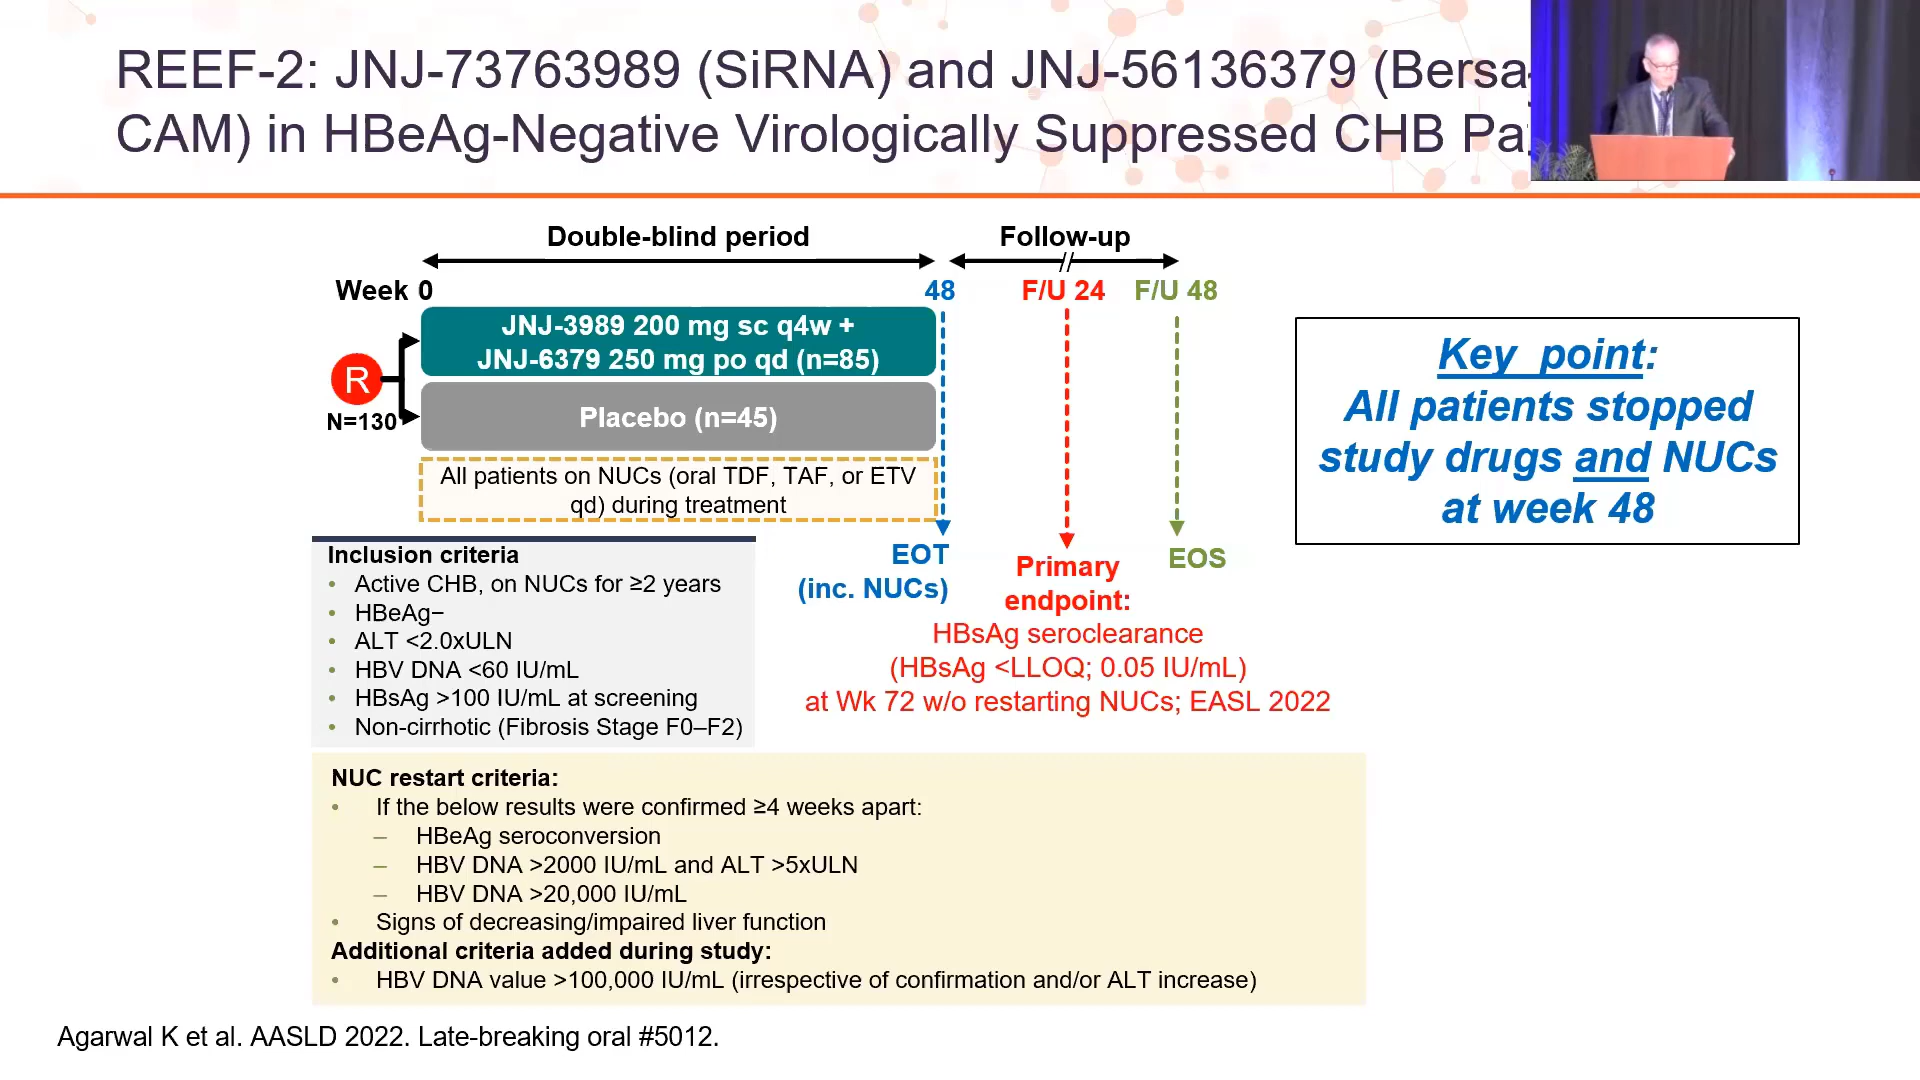 REEF-2: JNJ-73763989 (SiRNA) and JNJ-56136379 (Bersa-
CAM) in HBeAg-Negative Virologically Suppressed CHB
Double-blind period
Follow-up
Week 0
48
F/U 24
F/U 48
JNJ-3989 200 mg sc q4w +
JNJ-6379 250 mg po qd (n=85)
R
N=130
Placebo (n=45)
All patients on NUCs (oral TDF, TAF, or ETV
qd) during treatment
Key point:
All patients stopped
study drugs and NUCs
at week 48
EOT
(inc. NUCs)
Primary
endpoint:
HBsAg seroclearance
(HBsAg <LLOQ; 0.05 IU/mL)
at Wk 72 w/o restarting NUCs; EASL 2022
EOS
Inclusion criteria
• Active CHB, on NUCs for ≥2 years
• HBeAg−
• ALT <2.0xULN
• HBV DNA <60 IU/mL
• HBsAg >100 IU/mL at screening
• Non-cirrhotic (Fibrosis Stage F0–F2)
NUC restart criteria:
• If the below results were confirmed ≥4 weeks apart:
– HBeAg seroconversion
– HBV DNA >2000 IU/mL and ALT >5xULN
– HBV DNA >20,000 IU/mL
• Signs of decreasing/impaired liver function
Additional criteria added during study:
• HBV DNA value >100,000 IU/mL (irrespective of confirmation and/or ALT increase)
Agarwal K et al. AASLD 2022. Late-breaking oral #5012.